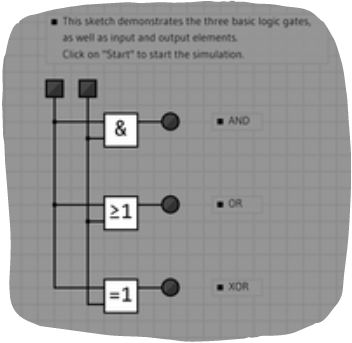 This sketch demonstrates the three basic logic gates,
as well as input and output elements.
Click on "Start" to start the simulation.
&
AND
≥1
OR
=1
XOR